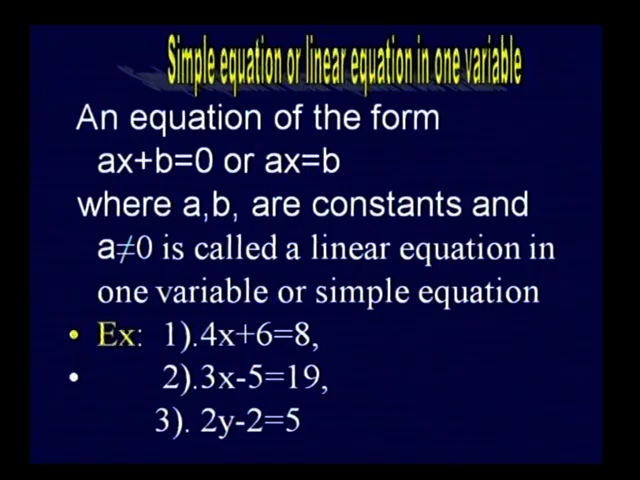 Simple equation or linear equation in one variable
An equation of the form
ax+b=0 or ax=b
where a,b, are constants and
a≠0 is called a linear equation in
one variable or simple equation
• Ex: 1).4x+6=8,
• 2).3x-5=19,
3). 2y-2=5